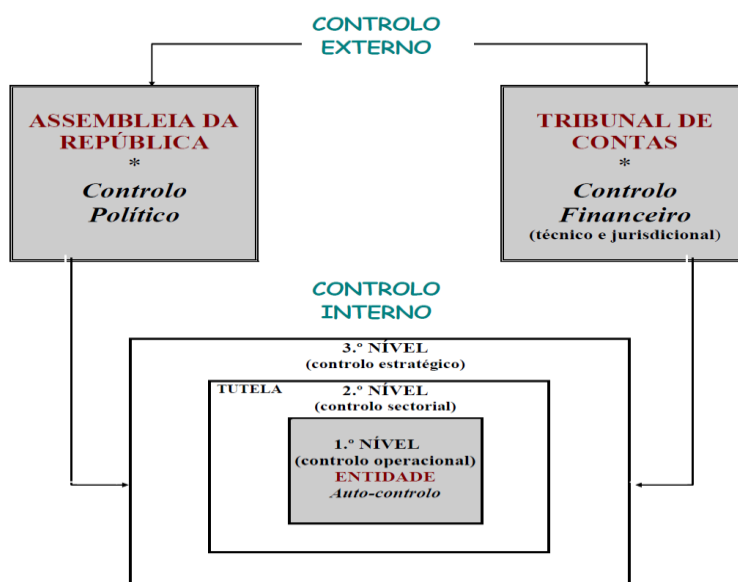 CONTROLO
EXTERNO
ASSEMBLEIA DA
REPÚBLICA
*
Controlo
Político
TRIBUNAL DE
CONTAS
*
Controlo
Financeiro
(técnico e jurisdicional)
CONTROLO
INTERNO
3.º NÍVEL
(controlo estratégico)
TUTELA
2.º NÍVEL
(controlo sectorial)
1.º NÍVEL
(controlo operacional)
ENTIDADE
Auto-controlo